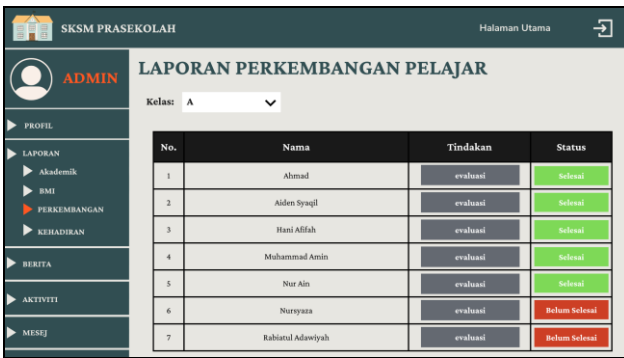 SKSM PRASEKOLAH
Halaman Utama
ADMIN
PROFIL
LAPORAN
Akademik
BMI
PERKEMBANGAN
KEHADIRAN
BERITA
AKTIVITI
MESEJ
LAPORAN PERKEMBANGAN PELAJAR
Kelas: A
No. Nama Tindakan Status
1 Ahmad evaluasi Selesai
2 Aiden Syaqil evaluasi Selesai
3 Hani Afifah evaluasi Selesai
4 Muhammad Amin evaluasi Selesai
5 Nur Ain evaluasi Selesai
6 Nursyaza evaluasi Belum Selesai
7 Rabiatul Adawiyah evaluasi Belum Selesai